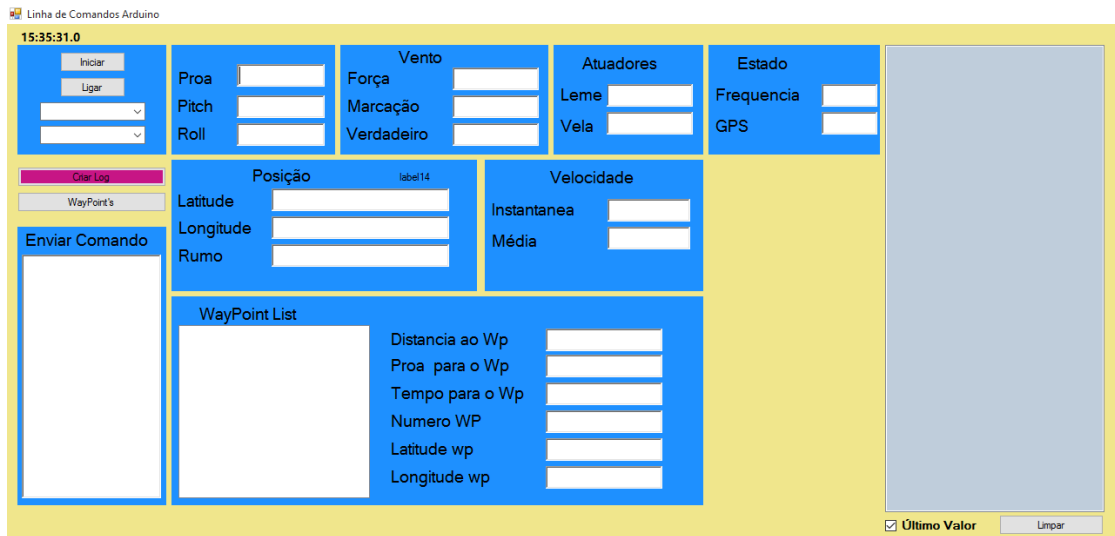 Linha de Comandos Arduino
15:35:31.0
Iniciar
Ligar
Proa
Pitch
Roll
Vento
Força
Marcação
Verdadeiro
Atuadores
Leme
Vela
Estado
Frequencia
GPS
Criar Log
WayPoint's
Posição
label14
Latitude
Longitude
Rumo
Velocidade
Instantanea
Média
Enviar Comando
WayPoint List
Distancia ao Wp
Proa para o Wp
Tempo para o Wp
Numero WP
Latitude wp
Longitude wp
Último Valor
Limpar